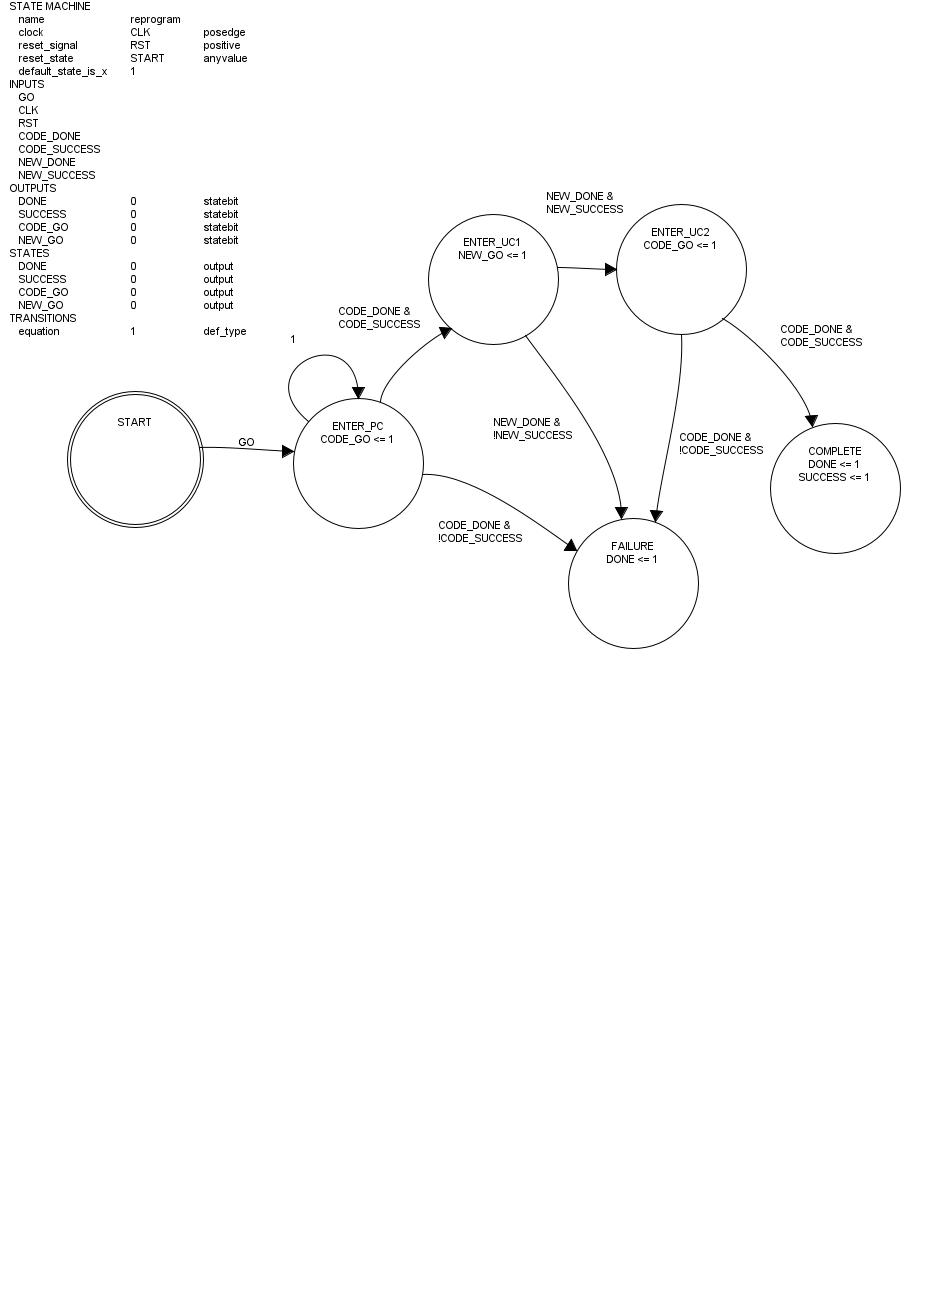 STATE MACHINE
name reprogram
clock CLK posedge
reset_signal RST positive
reset_state START anyvalue
default_state_is_x 1
INPUTS
GO
CLK
RST
CODE_DONE
CODE_SUCCESS
NEW_DONE
NEW_SUCCESS
OUTPUTS
DONE 0 statebit
SUCCESS 0 statebit
CODE_GO 0 statebit
NEW_GO 0 statebit
STATES
DONE 0 output
SUCCESS 0 output
CODE_GO 0 output
NEW_GO 0 output
TRANSITIONS
equation 1 def_type
NEW_DONE &
NEW_SUCCESS
ENTER_UC1
NEW_GO <= 1
ENTER_UC2
CODE_GO <= 1
CODE_DONE &
CODE_SUCCESS
CODE_DONE &
CODE_SUCCESS
1
START
GO
ENTER_PC
CODE_GO <= 1
NEW_DONE &
!NEW_SUCCESS
CODE_DONE &
!CODE_SUCCESS
COMPLETE
DONE <= 1
SUCCESS <= 1
CODE_DONE &
!CODE_SUCCESS
FAILURE
DONE <= 1